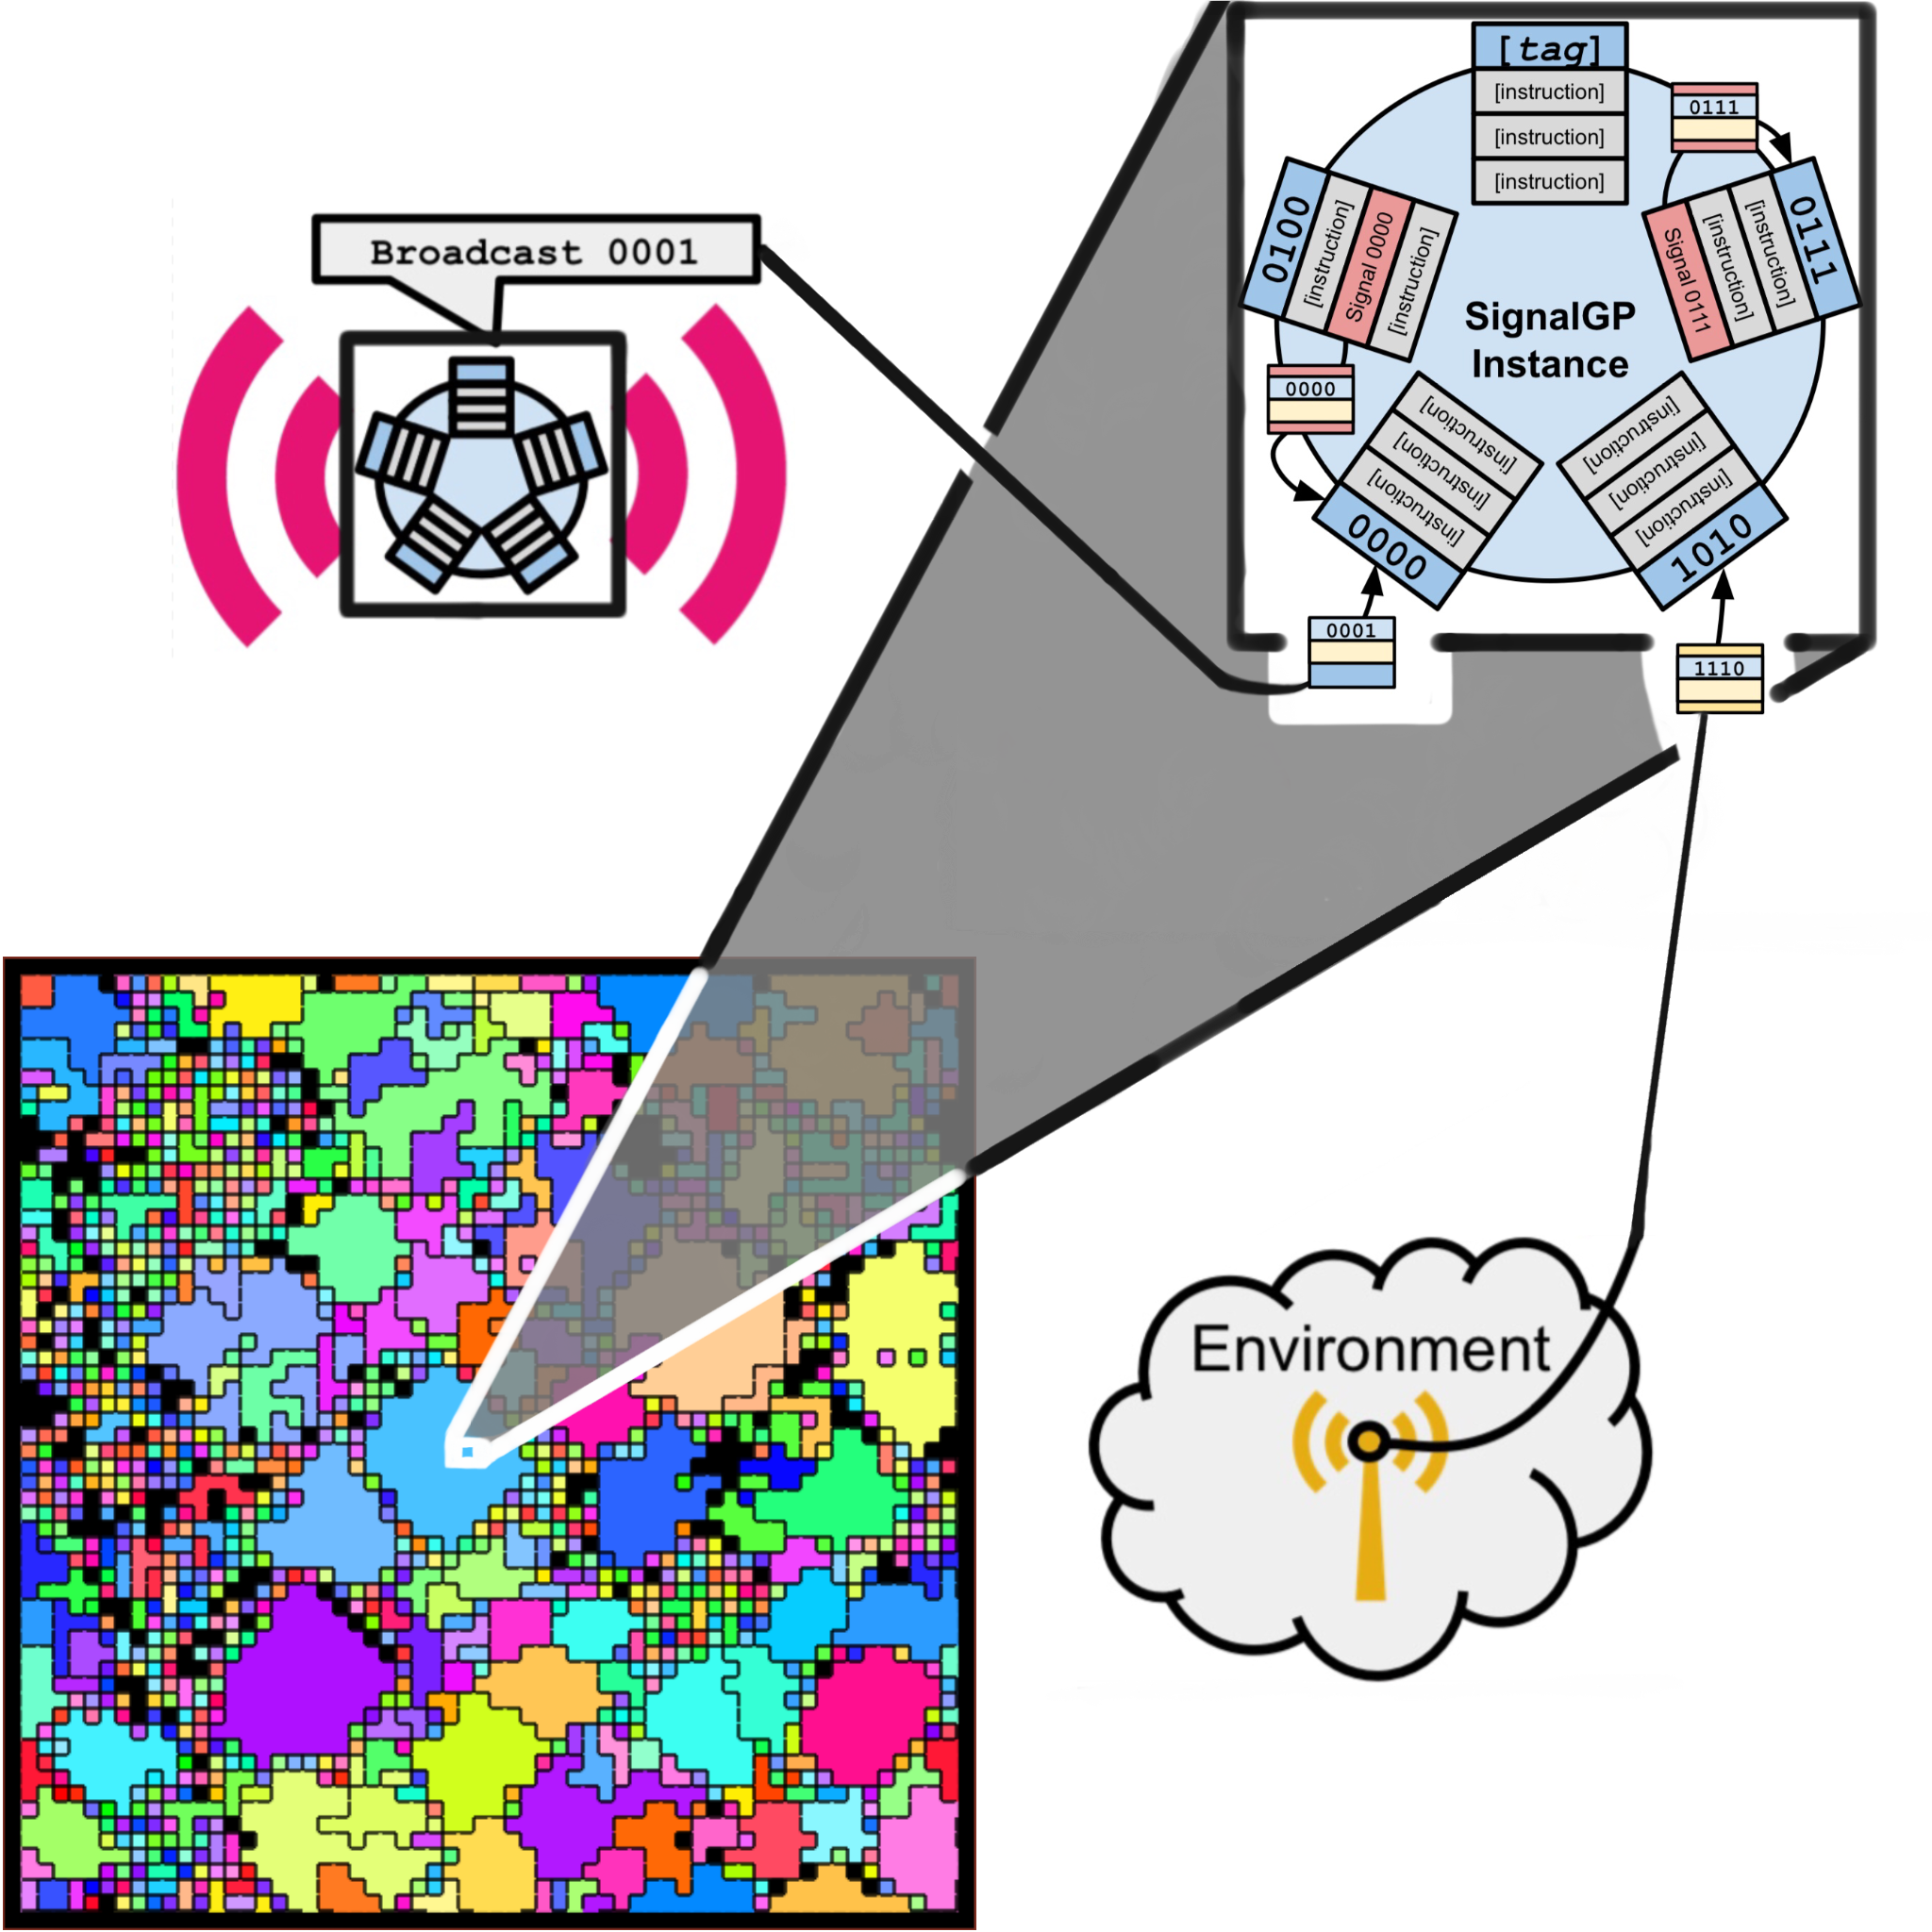 Broadcast 0001
[tag]
[instruction]
[instruction]
[instruction]
0111
0100
[instruction]
Signal 0000
[instruction]
Signal 0111
[instruction]
[instruction]
0111
SignalGP
Instance
0000
[instruction]
[instruction]
[instruction]
0000
[instruction]
[instruction]
[instruction]
1010
0001
1110
Environment